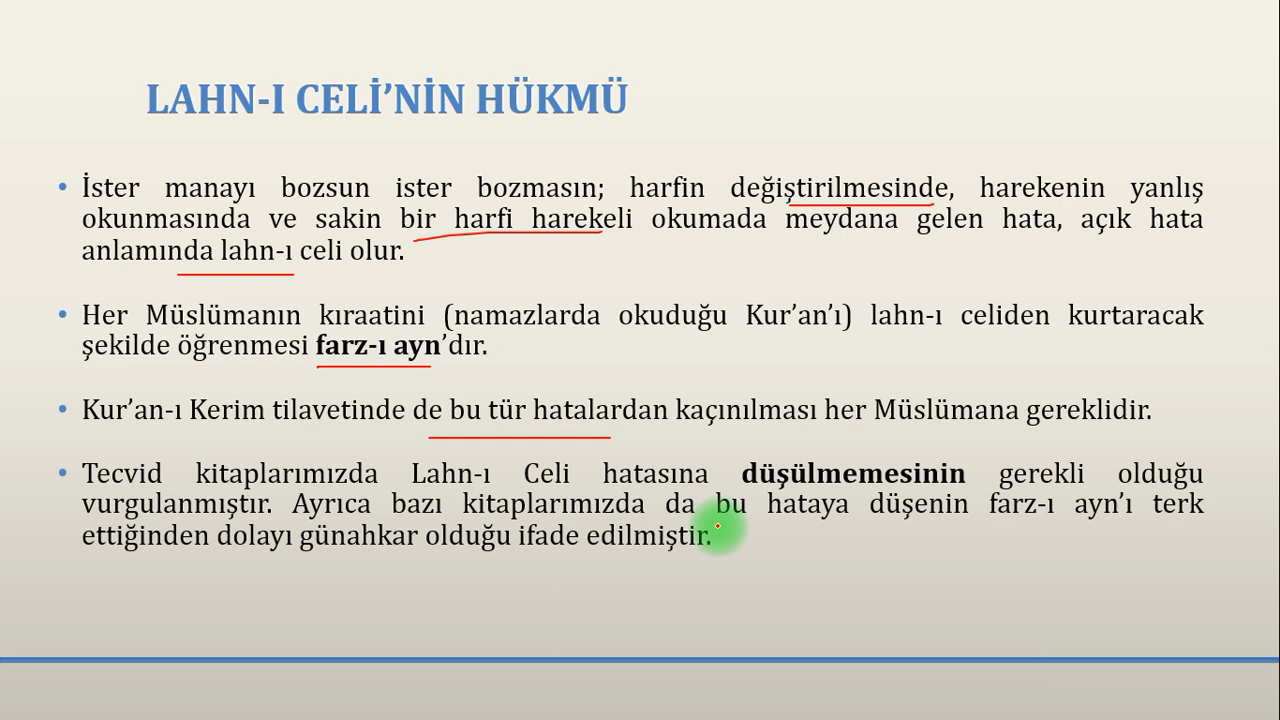 LAHN-I CELİ’NİN HÜKMÜ
• İster manayı bozsun ister bozmasın; harfin değiştirilmesinde, harekenin yanlış
okunmasında ve sakin bir harfi harekeli okumada meydana gelen hata, açık hata
anlamında lahn-ı celi olur.
• Her Müslümanın kıraatini (namazlarda okuduğu Kur’an’ı) lahn-ı celiden kurtaracak
şekilde öğrenmesi farz-ı ayn’dır.
• Kur’an-ı Kerim tilavetinde de bu tür hatalardan kaçınılması her Müslümana gereklidir.
• Tecvid kitaplarımızda Lahn-ı Celi hatasına düşülmemesinin gerekli olduğu
vurgulanmıştır. Ayrıca bazı kitaplarımızda da bu hataya düşenin farz-ı ayn’ı terk
ettiğinden dolayı günahkar olduğu ifade edilmiştir.